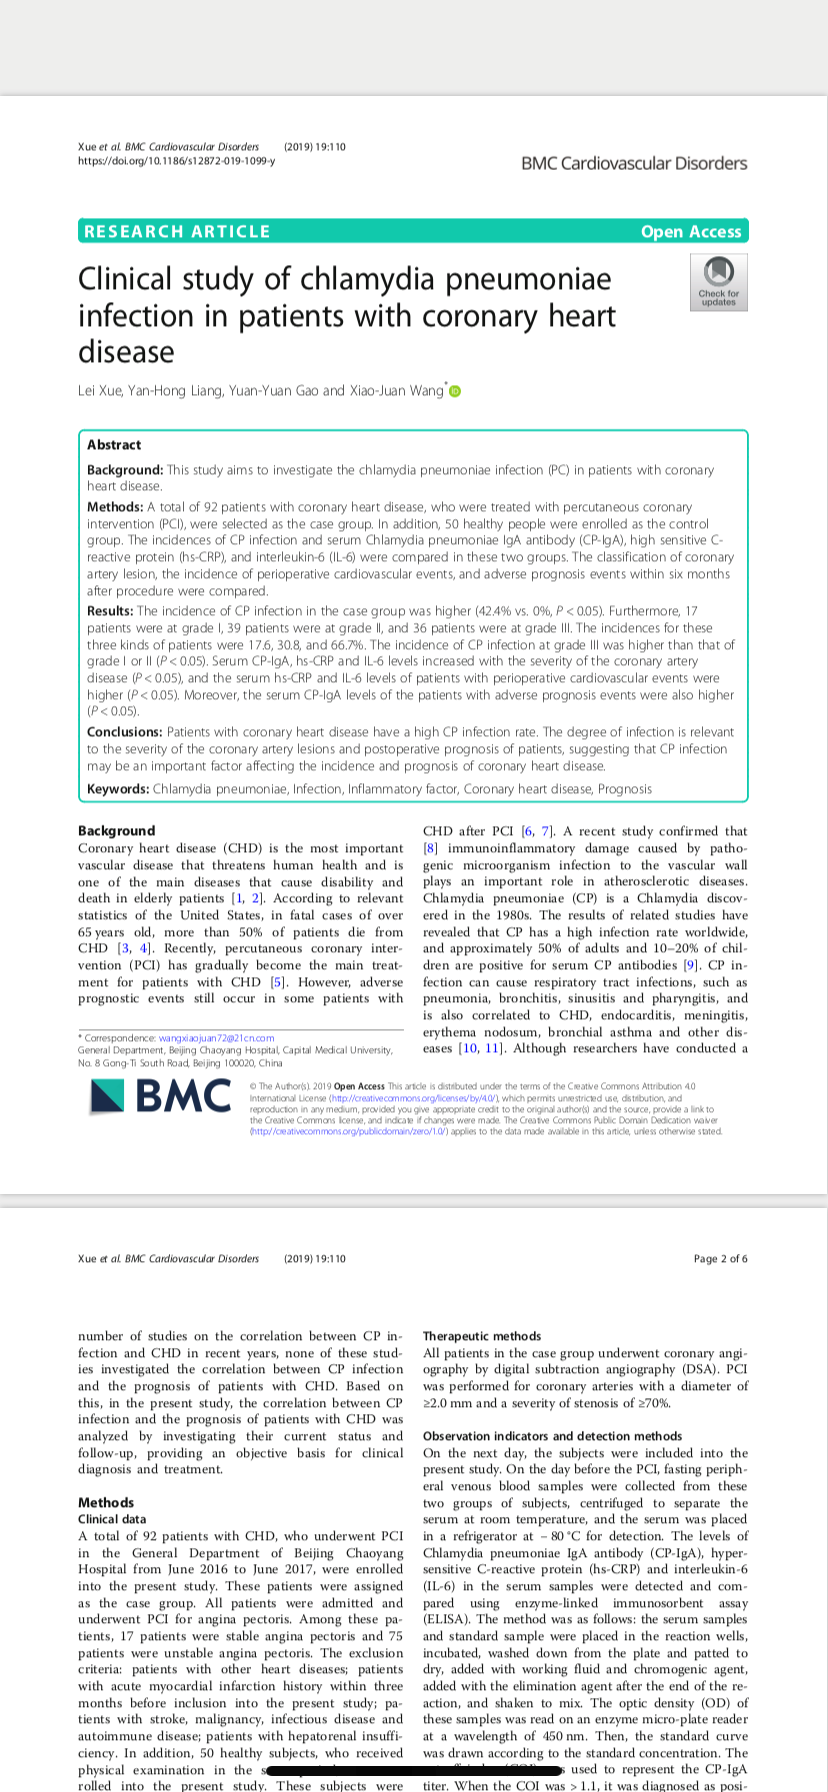 Xue et al. BMC Cardiovascular Disorders (2019) 19:110
https://doi.org/10.1186/s12872-019-1099-y
BMC Cardiovascular Disorders
RESEARCH ARTICLE
Open Access
Clinical study of chlamydia pneumoniae
infection in patients with coronary heart
disease
Check for
updates
Lei Xue, Yan-Hong Liang, Yuan-Yuan Gao and Xiao-Juan Wang*
iD
Abstract
Background: This study aims to investigate the chlamydia pneumoniae infection (PC) in patients with coronary
heart disease.
Methods: A total of 92 patients with coronary heart disease, who were treated with percutaneous coronary
intervention (PCI), were selected as the case group. In addition, 50 healthy people were enrolled as the control
group. The incidences of CP infection and serum Chlamydia pneumoniae IgA antibody (CP-IgA), high sensitive C-
reactive protein (hs-CRP), and interleukin-6 (IL-6) were compared in these two groups. The classification of coronary
artery lesion, the incidence of perioperative cardiovascular events, and adverse prognosis events within six months
after procedure were compared.
Results: The incidence of CP infection in the case group was higher (42.4% vs. 0%, P < 0.05). Furthermore, 17
patients were at grade I, 39 patients were at grade II, and 36 patients were at grade III. The incidences for these
three kinds of patients were 17.6, 30.8, and 66.7%. The incidence of CP infection at grade III was higher than that of
grade I or II (P < 0.05). Serum CP-IgA, hs-CRP and IL-6 levels increased with the severity of the coronary artery
disease (P < 0.05), and the serum hs-CRP and IL-6 levels of patients with perioperative cardiovascular events were
higher (P < 0.05). Moreover, the serum CP-IgA levels of the patients with adverse prognosis events were also higher
(P < 0.05).
Conclusions: Patients with coronary heart disease have a high CP infection rate. The degree of infection is relevant
to the severity of the coronary artery lesions and postoperative prognosis of patients, suggesting that CP infection
may be an important factor affecting the incidence and prognosis of coronary heart disease.
Keywords: Chlamydia pneumoniae, Infection, Inflammatory factor, Coronary heart disease, Prognosis
Background
Coronary heart disease (CHD) is the most important
vascular disease that threatens human health and is
one of the main diseases that cause disability and
death in elderly patients [1, 2]. According to relevant
statistics of the United States, in fatal cases of over
65 years old, more than 50% of patients die from
CHD [3, 4]. Recently, percutaneous coronary inter-
vention (PCI) has gradually become the main treat-
ment for patients with CHD [5]. However, adverse
prognostic events still occur in some patients with
CHD after PCI [6, 7]. A recent study confirmed that
[8] immunoinflammatory damage caused by patho-
genic microorganism infection to the vascular wall
plays an important role in atherosclerotic diseases.
Chlamydia pneumoniae (CP) is a Chlamydia discov-
ered in the 1980s. The results of related studies have
revealed that CP has a high infection rate worldwide,
and approximately 50% of adults and 10–20% of chil-
dren are positive for serum CP antibodies [9]. CP in-
fection can cause respiratory tract infections, such as
pneumonia, bronchitis, sinusitis and pharyngitis, and
is also correlated to CHD, endocarditis, meningitis,
erythema nodosum, bronchial asthma and other dis-
eases [10, 11]. Although researchers have conducted a
* Correspondence: wangxiaojuan72@21cn.com
General Department, Beijing Chaoyang Hospital, Capital Medical University,
No. 8 Gong-Ti South Road, Beijing 100020, China
BMC
© The Author(s). 2019 Open Access This article is distributed under the terms of the Creative Commons Attribution 4.0
International License (http://creativecommons.org/licenses/by/4.0/), which permits unrestricted use, distribution, and
reproduction in any medium, provided you give appropriate credit to the original author(s) and the source, provide a link to
the Creative Commons license, and indicate if changes were made. The Creative Commons Public Domain Dedication waiver
(http://creativecommons.org/publicdomain/zero/1.0/) applies to the data made available in this article, unless otherwise stated.
Xue et al. BMC Cardiovascular Disorders (2019) 19:110
Page 2 of 6
number of studies on the correlation between CP in-
fection and CHD in recent years, none of these stud-
ies investigated the correlation between CP infection
and the prognosis of patients with CHD. Based on
this, in the present study, the correlation between CP
infection and the prognosis of patients with CHD was
analyzed by investigating their current status and
follow-up, providing an objective basis for clinical
diagnosis and treatment.
Methods
Clinical data
A total of 92 patients with CHD, who underwent PCI
in the General Department of Beijing Chaoyang
Hospital from June 2016 to June 2017, were enrolled
into the present study. These patients were assigned
as the case group. All patients were admitted and
underwent PCI for angina pectoris. Among these pa-
tients, 17 patients were stable angina pectoris and 75
patients were unstable angina pectoris. The exclusion
criteria: patients with other heart diseases; patients
with acute myocardial infarction history within three
months before inclusion into the present study; pa-
tients with stroke, malignancy, infectious disease and
autoimmune disease; patients with hepatorenal insuffi-
ciency. In addition, 50 healthy subjects, who received
physical examination in the
rolled into the present study. These subjects were
Therapeutic methods
All patients in the case group underwent coronary angi-
ography by digital subtraction angiography (DSA). PCI
was performed for coronary arteries with a diameter of
≥2.0 mm and a severity of stenosis of ≥70%.
Observation indicators and detection methods
On the next day, the subjects were included into the
present study. On the day before the PCI, fasting periph-
eral venous blood samples were collected from these
two groups of subjects, centrifuged to separate the
serum at room temperature, and the serum was placed
in a refrigerator at − 80 °C for detection. The levels of
Chlamydia pneumoniae IgA antibody (CP-IgA), hyper-
sensitive C-reactive protein (hs-CRP) and interleukin-6
(IL-6) in the serum samples were detected and com-
pared using enzyme-linked immunosorbent assay
(ELISA). The method was as follows: the serum samples
and standard sample were placed in the reaction wells,
incubated, washed down from the plate and patted to
dry, added with working fluid and chromogenic agent,
added with the elimination agent after the end of the re-
action, and shaken to mix. The optic density (OD) of
these samples was read on an enzyme micro-plate reader
at a wavelength of 450 nm. Then, the standard curve
was drawn according to the standard concentration. The
used to represent the CP-IgA
titer. When the COI was > 1.1, it was diagnosed as posi-